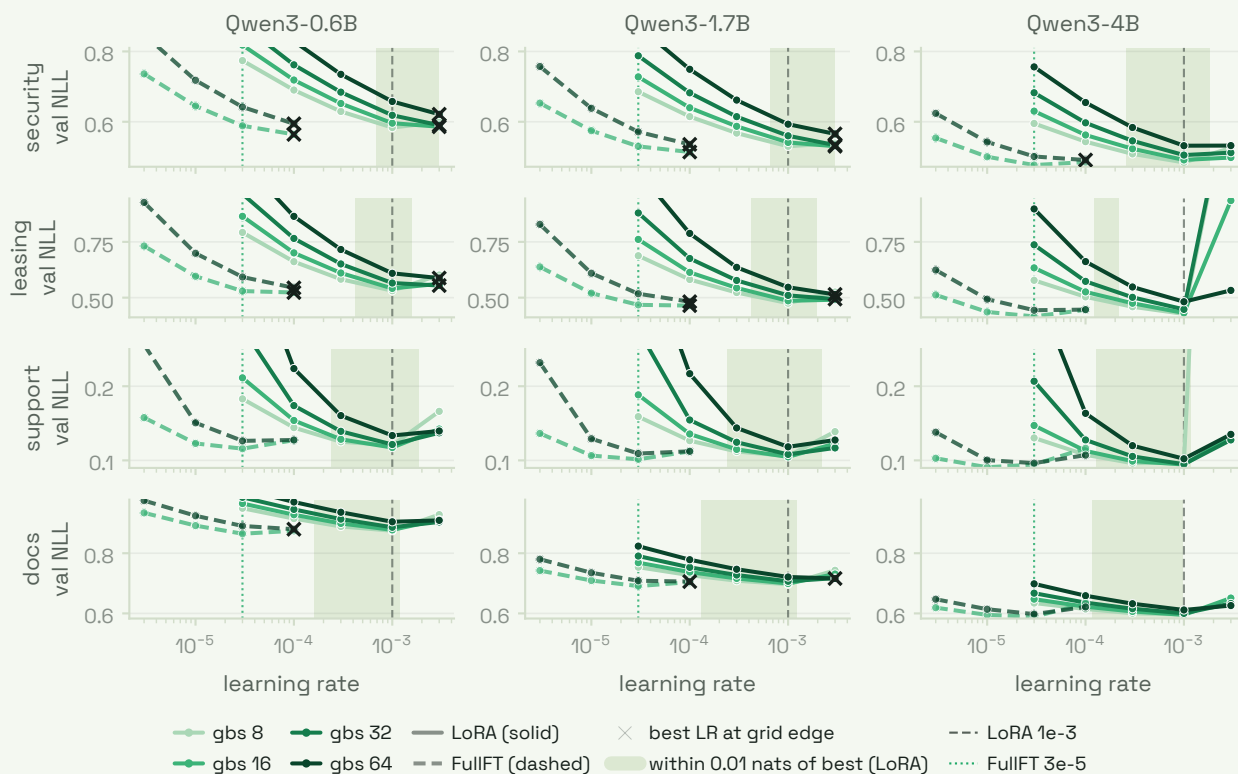 Qwen3-0.6B Qwen3-1.7B Qwen3-4B
security
val NLL
0.8 0.8 0.8
0.6 0.6 0.6
leasing
val NLL
0.75 0.75 0.75
0.50 0.50 0.50
support
val NLL
0.2 0.2 0.2
0.1 0.1 0.1
docs
val NLL
0.8 0.8 0.8
0.6 0.6 0.6
10⁻⁵ 10⁻⁴ 10⁻³ 10⁻⁵ 10⁻⁴ 10⁻³ 10⁻⁵ 10⁻⁴ 10⁻³
learning rate learning rate learning rate
gbs 8 gbs 32 LoRA (solid) best LR at grid edge LoRA 1e-3
gbs 16 gbs 64 FullFT (dashed) within 0.01 nats of best (LoRA) FullFT 3e-5